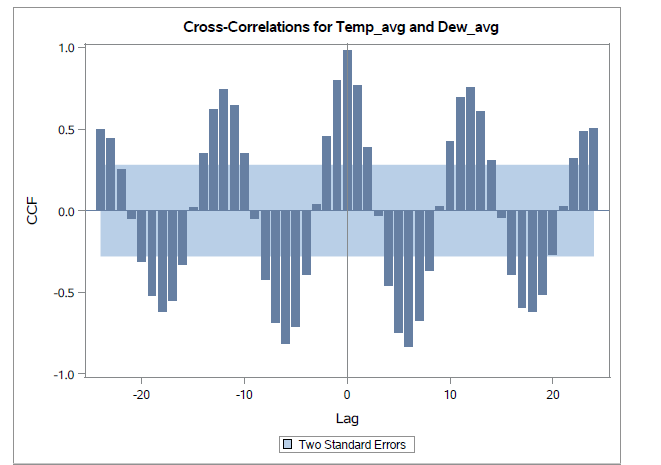 Cross-Correlations for Temp_avg and Dew_avg
1.0
0.5
0.0
-0.5
-1.0
CCF
-20 -10 0 10 20
Lag
Two Standard Errors